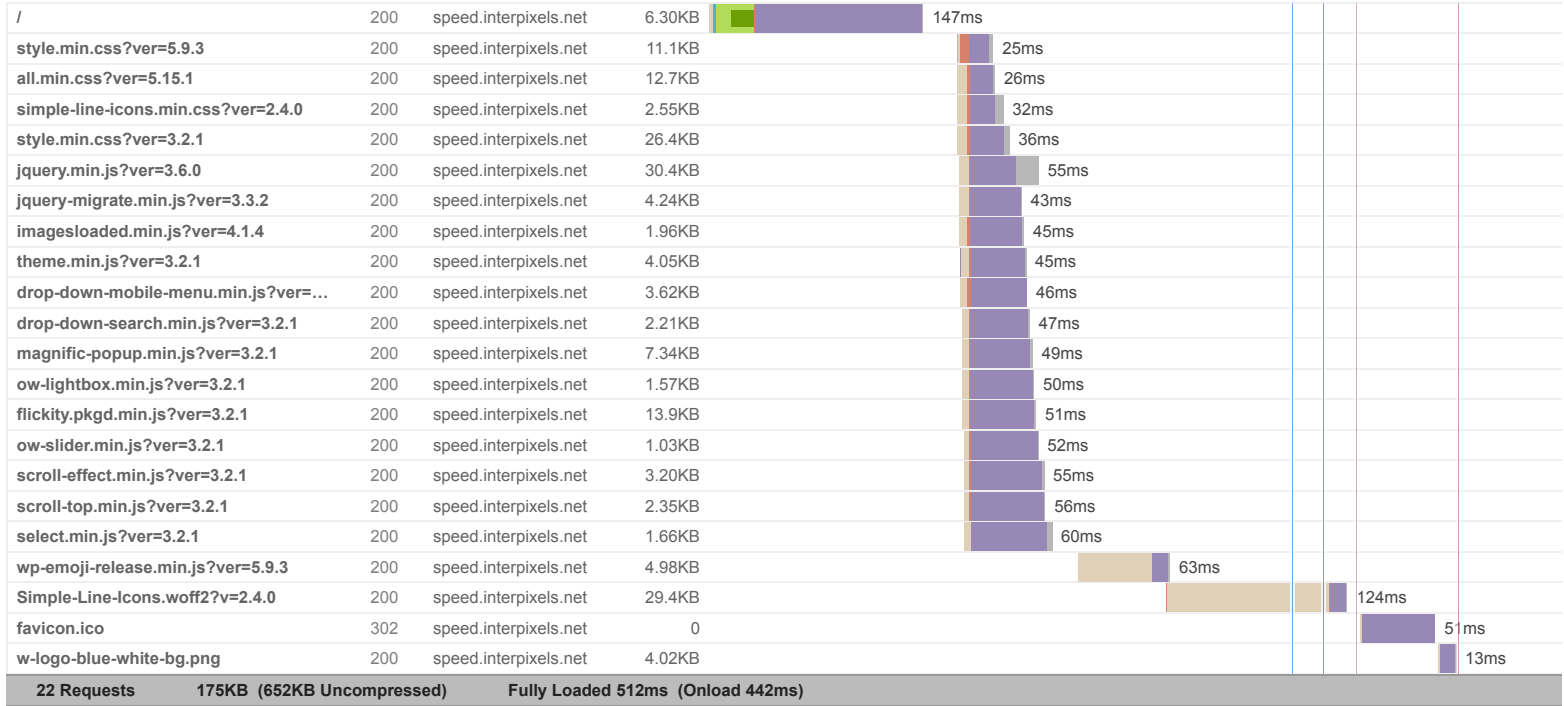 / 200 speed.interpixels.net 6.30KB 147ms
style.min.css?ver=5.9.3 200 speed.interpixels.net 11.1KB 25ms
all.min.css?ver=5.15.1 200 speed.interpixels.net 12.7KB 26ms
simple-line-icons.min.css?ver=2.4.0 200 speed.interpixels.net 2.55KB 32ms
style.min.css?ver=3.2.1 200 speed.interpixels.net 26.4KB 36ms
jquery.min.js?ver=3.6.0 200 speed.interpixels.net 30.4KB 55ms
jquery-migrate.min.js?ver=3.3.2 200 speed.interpixels.net 4.24KB 43ms
imagesloaded.min.js?ver=4.1.4 200 speed.interpixels.net 1.96KB 45ms
theme.min.js?ver=3.2.1 200 speed.interpixels.net 4.05KB 45ms
drop-down-mobile-menu.min.js?ver=… 200 speed.interpixels.net 3.62KB 46ms
drop-down-search.min.js?ver=3.2.1 200 speed.interpixels.net 2.21KB 47ms
magnific-popup.min.js?ver=3.2.1 200 speed.interpixels.net 7.34KB 49ms
ow-lightbox.min.js?ver=3.2.1 200 speed.interpixels.net 1.57KB 50ms
flickity.pkgd.min.js?ver=3.2.1 200 speed.interpixels.net 13.9KB 51ms
ow-slider.min.js?ver=3.2.1 200 speed.interpixels.net 1.03KB 52ms
scroll-effect.min.js?ver=3.2.1 200 speed.interpixels.net 3.20KB 55ms
scroll-top.min.js?ver=3.2.1 200 speed.interpixels.net 2.35KB 56ms
select.min.js?ver=3.2.1 200 speed.interpixels.net 1.66KB 60ms
wp-emoji-release.min.js?ver=5.9.3 200 speed.interpixels.net 4.98KB 63ms
Simple-Line-Icons.woff2?v=2.4.0 200 speed.interpixels.net 29.4KB 124ms
favicon.ico 302 speed.interpixels.net 0 51ms
w-logo-blue-white-bg.png 200 speed.interpixels.net 4.02KB 13ms
22 Requests 175KB (652KB Uncompressed) Fully Loaded 512ms (Onload 442ms)